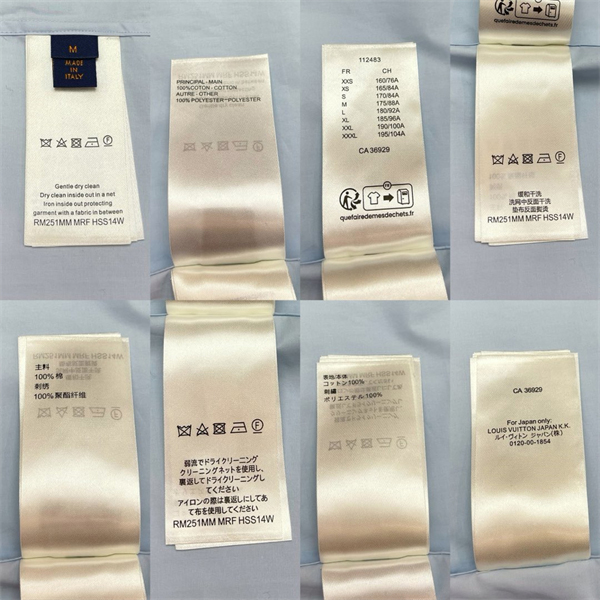 M
MADE IN
ITALY
Gentle dry clean
Dry clean inside out in a net
Iron inside out protecting
garment with a fabric in between
RM251MM MRF HSS14W
PRINCIPAL - MAIN
100%COTON - COTTON
AUTRE - OTHER
100% POLYESTER-POLYESTER
112483
FR CH
XXS 160/76A
XS 165/84A
S 170/84A
M 175/88A
L 180/92A
XL 185/96A
XXL 190/100A
XXXL 195/104A
CA 36929
FR
quefairedemesdechets.fr
quefairedemesdechets.fr
缓和干洗
洗网中反面干洗
垫布反面熨烫
RM251MM MRF HSS14W
主料
100% 棉
刺绣
100% 聚酯纤维
弱流でドライクリーニング
クリーニングネットを使用し、
裏返してドライクリーニングし
てください
アイロンの際は裏返しにしてあ
て布を使用してください
RM251MM MRF HSS14W
表地/本体
コットン100%
刺繍
ポリエステル100%
CA 36929
For Japan only:
LOUIS VUITTON JAPAN K.K.
ルイ・ヴィトン ジャパン(株)
0120-00-1854